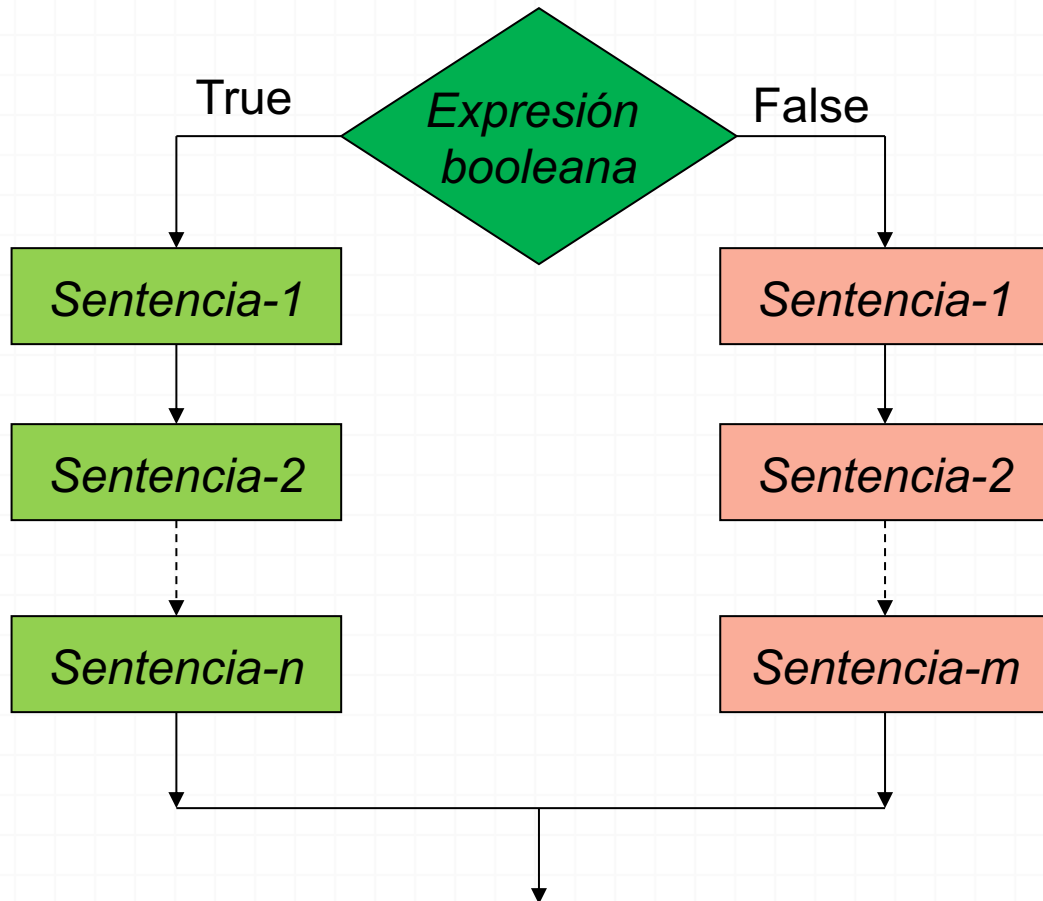 True
Expresión
booleana
False
Sentencia-1
Sentencia-1
Sentencia-2
Sentencia-2
Sentencia-n
Sentencia-m